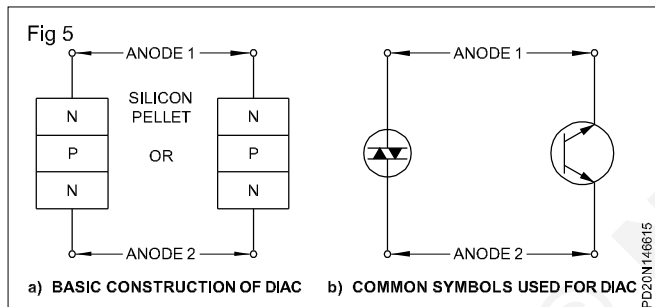 Fig 5
ANODE 1
ANODE 1
SILICON
PELLET
N
N
P
OR
P
N
N
ANODE 2
ANODE 2
a) BASIC CONSTRUCTION OF DIAC
b) COMMON SYMBOLS USED FOR DIAC
PD20N146615